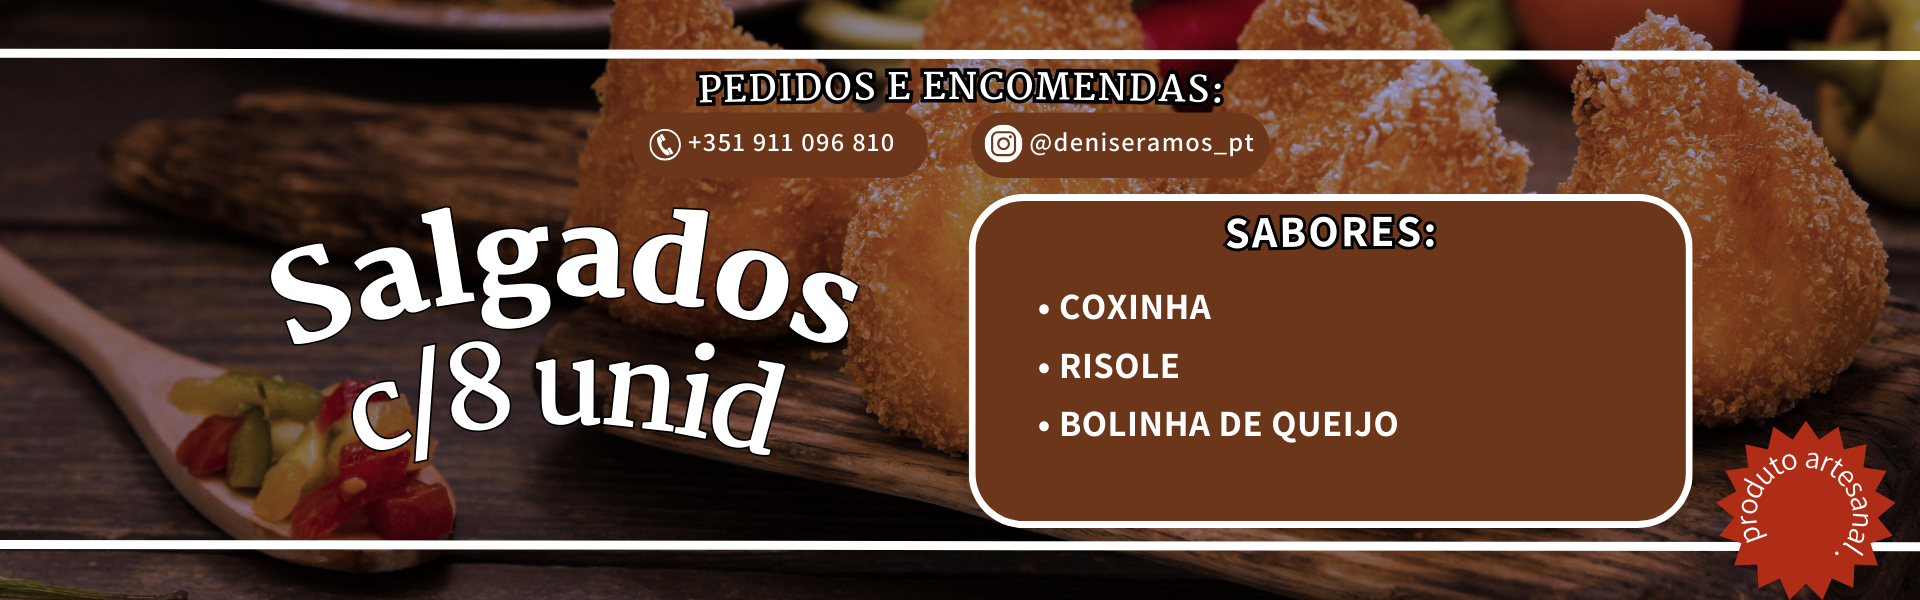 PEDIDOS E ENCOMENDAS:
+351 911 096 810
@deniseramos_pt
Salgados
c/8 unid
SABORES:
• COXINHA
• RISOLE
• BOLINHA DE QUEIJO
produto artesanal.